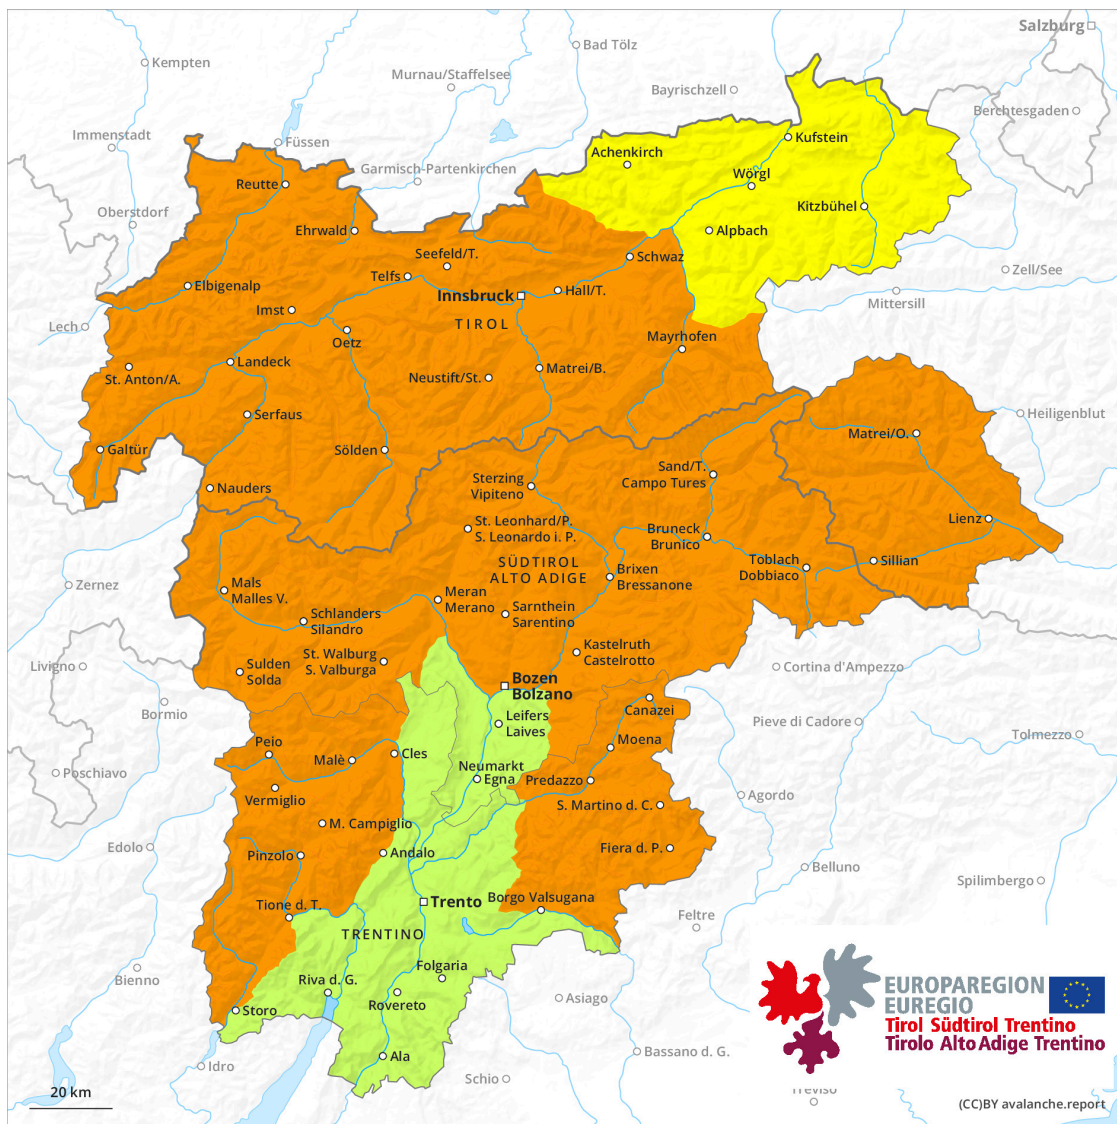 Salzburg
Bad Tölz
Kempten
Murnau/Staffelsee
Bayrischzell
Berchtesgaden
Immenstadt
Füssen
Kufstein
Achenkirch
Garmisch-Partenkirchen
Wörgl
Reutte
Oberstdorf
Kitzbühel
Ehrwald
Alpbach
Seefeld/T.
Schwaz
Zell/See
Telfs
Elbigenalp
Hall/T.
Innsbruck
Mittersill
Imst
TIROL
Lech
Oetz
Mayrhofen
Landeck
Matrei/B.
St. Anton/A.
Neustift/St.
Serfaus
Heiligenblut
Matrei/O.
Galtür
Sölden
Sand/T.
Campo Tures
Sterzing
Vipiteno
Nauders
Lienz
St. Leonhard/P.
S. Leonardo i. P.
Bruneck
Brunico
SÜDTIROL
ALTO ADIGE
Toblach
Dobbiaco
Sillian
Brixen
Bressanone
Zernez
Mals
Malles V.
Meran
Merano
Sarnthein
Sarentino
Schlanders
Silandro
Kastelruth
Castelrotto
St. Walburg
S. Valburga
Livigno
Sulden
Solda
Cortina d'Ampezzo
Bozen
Bolzano
Bormio
Canazei
Leifers
Laives
Pieve di Cadore
Tolmezzo
Moena
Peio
Cles
Malè
Neumarkt
Egna
Poschiavo
Predazzo
Vermiglio
Agordo
S. Martino d. C.
M. Campiglio
Edolo
Andalo
Fiera d. P.
Pinzolo
Belluno
Spilimbergo
Borgo Valsugana
Trento
Tione d. T.
Feltre
TRENTINO
Folgaria
Bienno
Riva d. G.
Rovereto
Asiago
Storo
EUROPAREGION
EUREGIO
Tirol Südtirol Trentino
Tirolo Alto Adige Trentino
Ala
Bassano d. G.
Idro
Schio
Treviso
20 km
(CC)BY avalanche.report